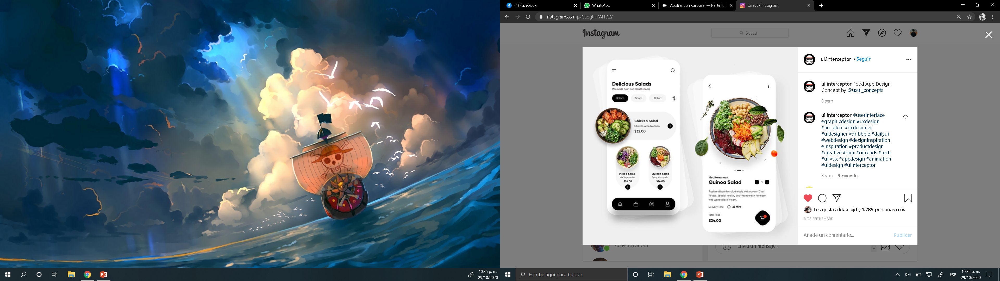 (1) Facebook
WhatsApp
AppBar con carousel — Parte 1. T
Direct • Instagram
instagram.com/p/CEqgtHPAHDZ/
Instagram
Busca
Delicious Salads
We made fresh and Healthy food
Salads
Soups
Grilled
Chicken Salad
Chicken with Avocado
$32.00
Mixed Salad
Mix Vegetables
$24.00
Quinoa salad
Spicy with garlic
$24.00
Mediterranean
Quinoa Salad
1
Fresh and healthy salad made with our own Chef
Recipe. Special healthy and-fat free dish for those
who want to lose weight.
Delivery Time
25 Mins
Total Price
$24.00
ui.interceptor • Seguir
ui.interceptor Food App Design
Concept by @uxui_concepts
8 sem
ui.interceptor #userinterface
#graphicdesign #uxdesign
#mobileui #uxdesigner
#uidesigner #dribbble #dailyui
#webdesign #designinspiration
#inspiration #productdesign
#creative #uiux #uitrends #tech
#ui #ux #appdesign #animation
#uidesign #uiinterceptor
8 sem Responder
Les gusta a klauscjd y 1.785 personas más
3 DE SEPTIEMBRE
Añade un comentario...
Publicar
Activo(a) ahora
Envía un mensaje...
10:35 p. m.
29/10/2020
Escribe aquí para buscar.
ESP
10:35 p. m.
29/10/2020